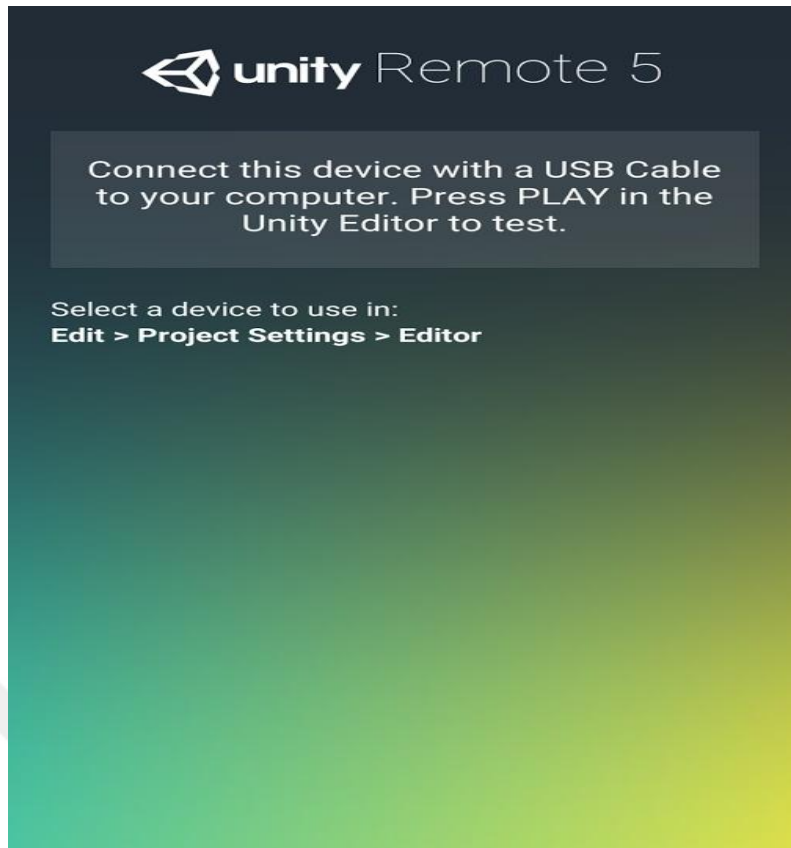 unity Remote 5
Connect this device with a USB Cable
to your computer. Press PLAY in the
Unity Editor to test.
Select a device to use in:
Edit > Project Settings > Editor